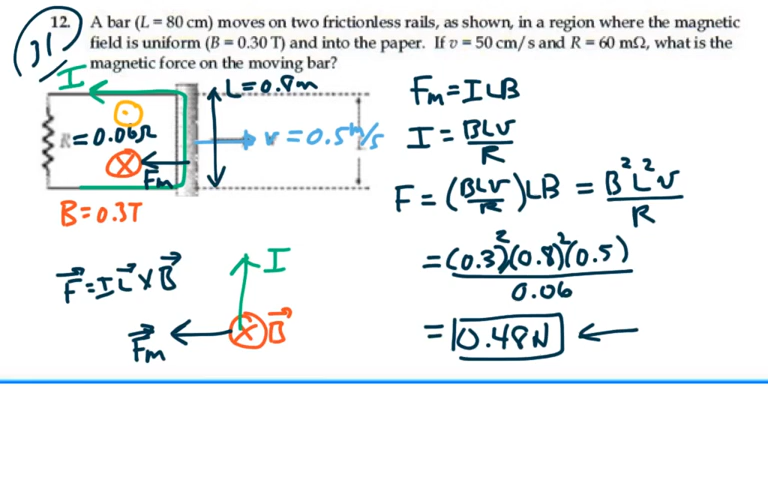 12. A bar (L = 80 cm) moves on two frictionless rails, as shown, in a region where the magnetic
field is uniform (B = 0.30 T) and into the paper. If v = 50 cm/s and R = 60 mΩ, what is the
magnetic force on the moving bar?
31
I
L=0.8m
R = 0.06Ω
v = 0.5 m/s
Fm
B = 0.3T
Fm = ILB
I = BLV/R
F = (BLV/R)LB = B²L²V/R
= (0.3)²(0.8)²(0.5)/0.06
= 0.48N ←
F⃗ = IL⃗ × B⃗
I
B⃗
F⃗m